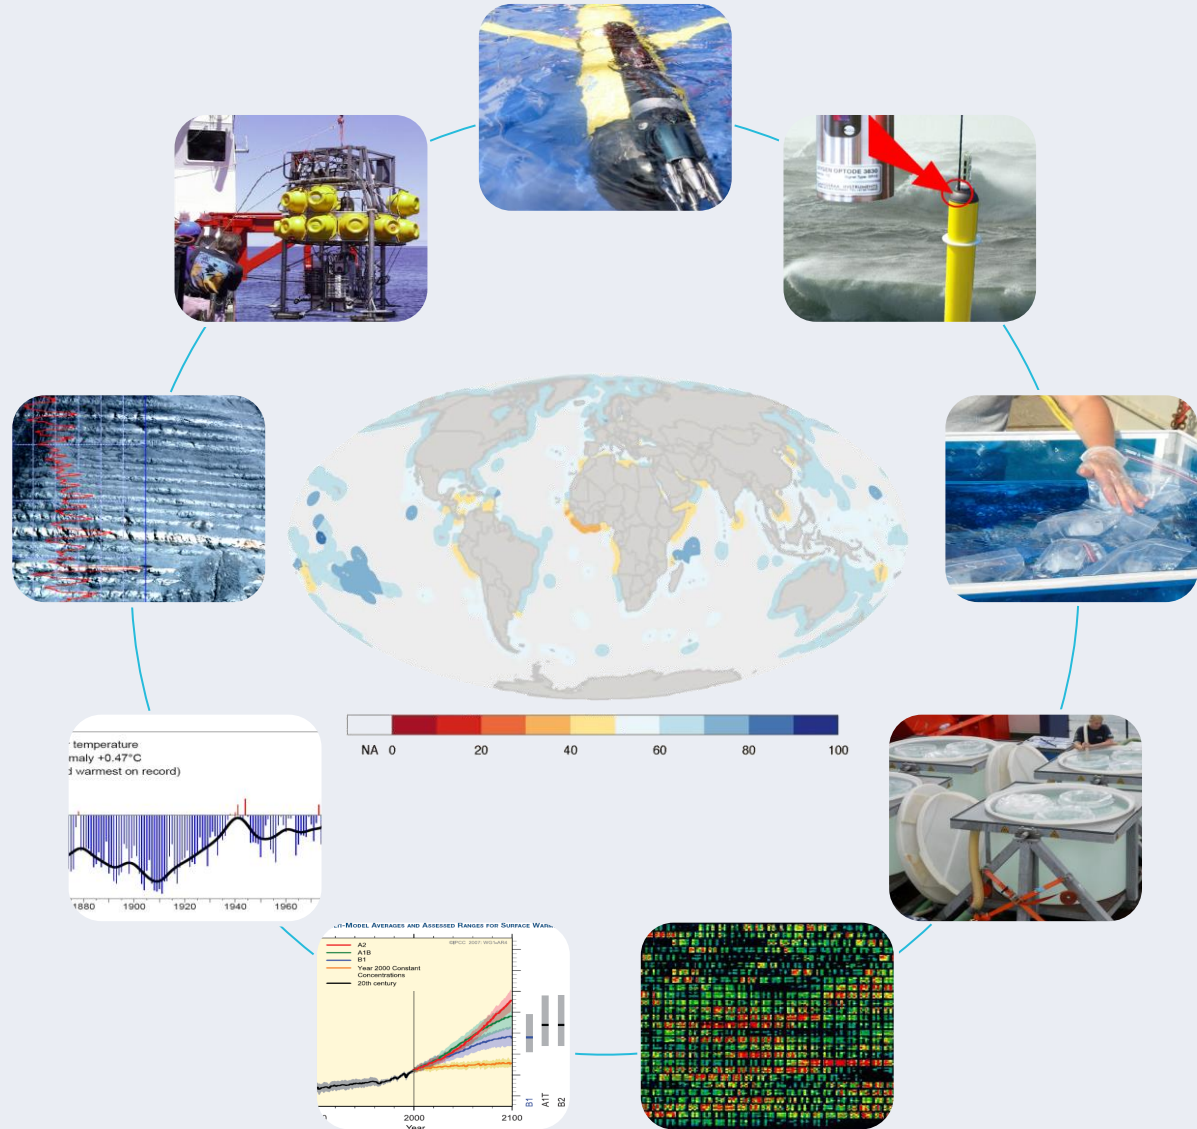 OPTODE 3830
NA 0 20 40 60 80 100
temperature
maly +0.47°C
d warmest on record)
1880 1900 1920 1940 1960
-MODEL AVERAGES AND ASSESSED RANGES FOR SURFACE WAR
©IPCC 2007: WG1-AR4
A2
A1B
B1
Year 2000 Constant
Concentrations
20th century
B1
A1T
B2
0 2000 2100
Year